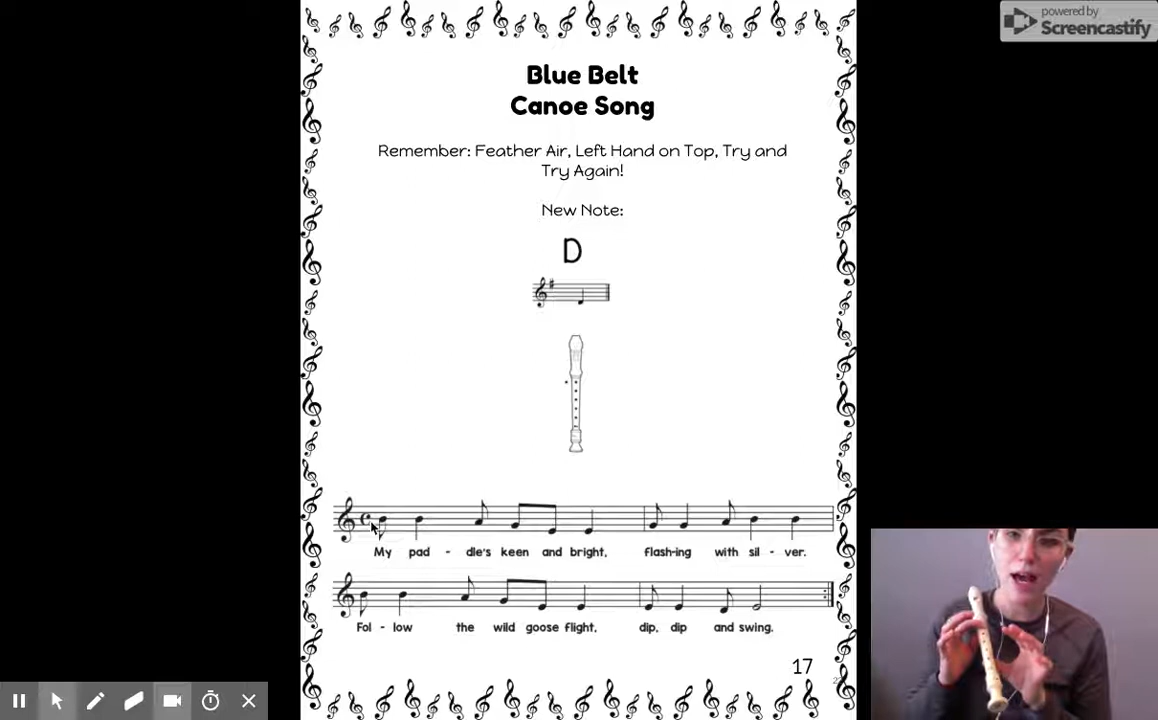 powered by
Screencastify
Blue Belt
Canoe Song
Remember: Feather Air, Left Hand on Top, Try and
Try Again!
New Note:
D
My pad - dle's keen and bright, flash-ing with sil - ver.
Fol - low the wild goose flight, dip, dip and swing.
17